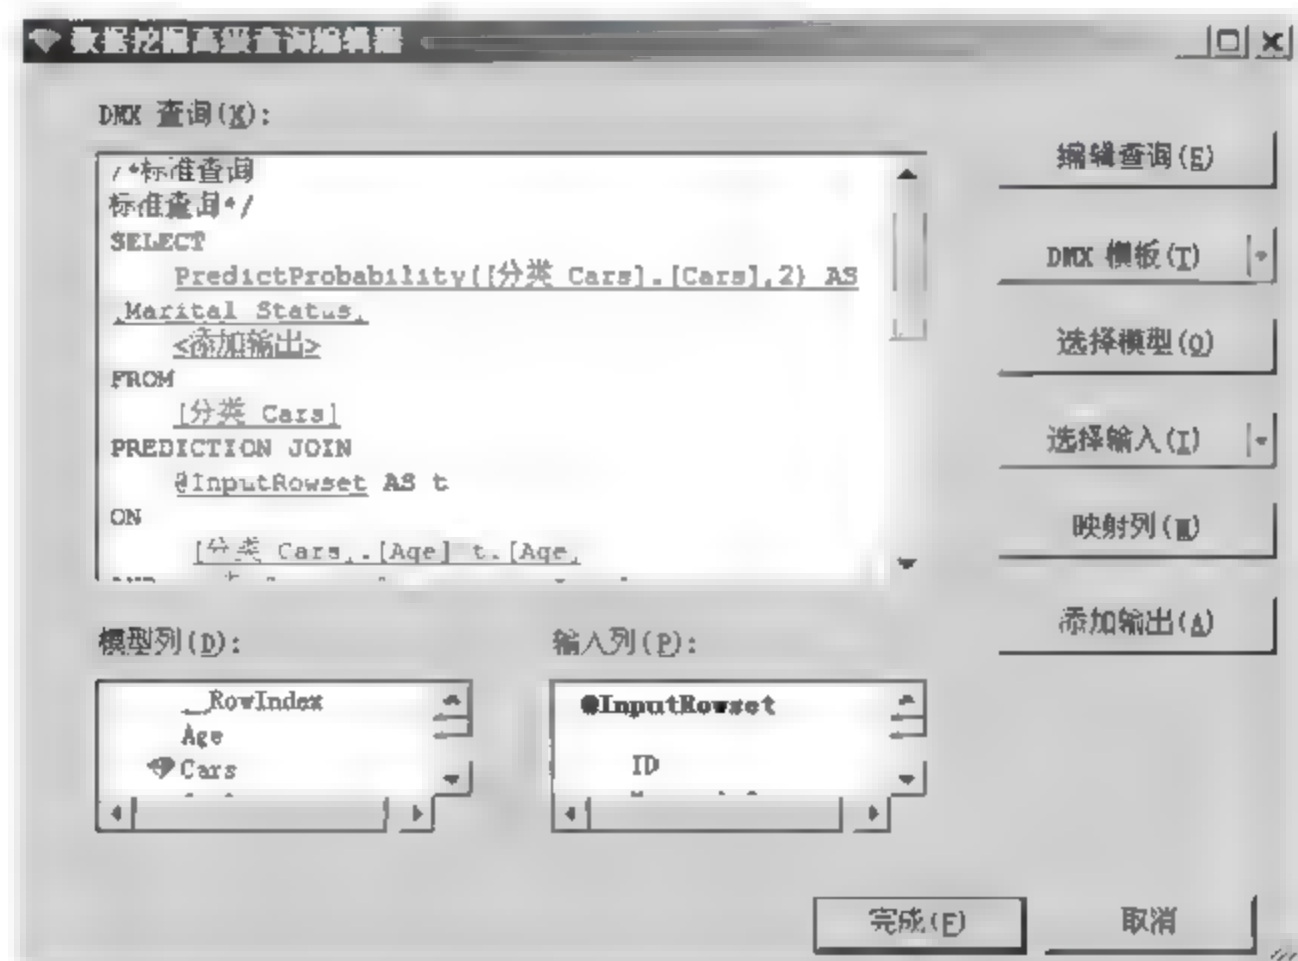 数据挖掘高级查询编辑器
DMX 查询(X):
/*标准查询
标准查询*/
SELECT
PredictProbability([分类 Cars].[Cars],2) AS
[Marital Status]
<添加输出>
FROM
[分类 Cars]
PREDICTION JOIN
@InputRowset AS t
ON
[分类 Cars].[Age] t.[Age]
编辑查询(E)
DMX 模板(T)
选择模型(O)
选择输入(I)
映射列(M)
添加输出(A)
模型列(D):
__RowIndex
Age
Cars
输入列(P):
@InputRowset
ID
完成(F)
取消